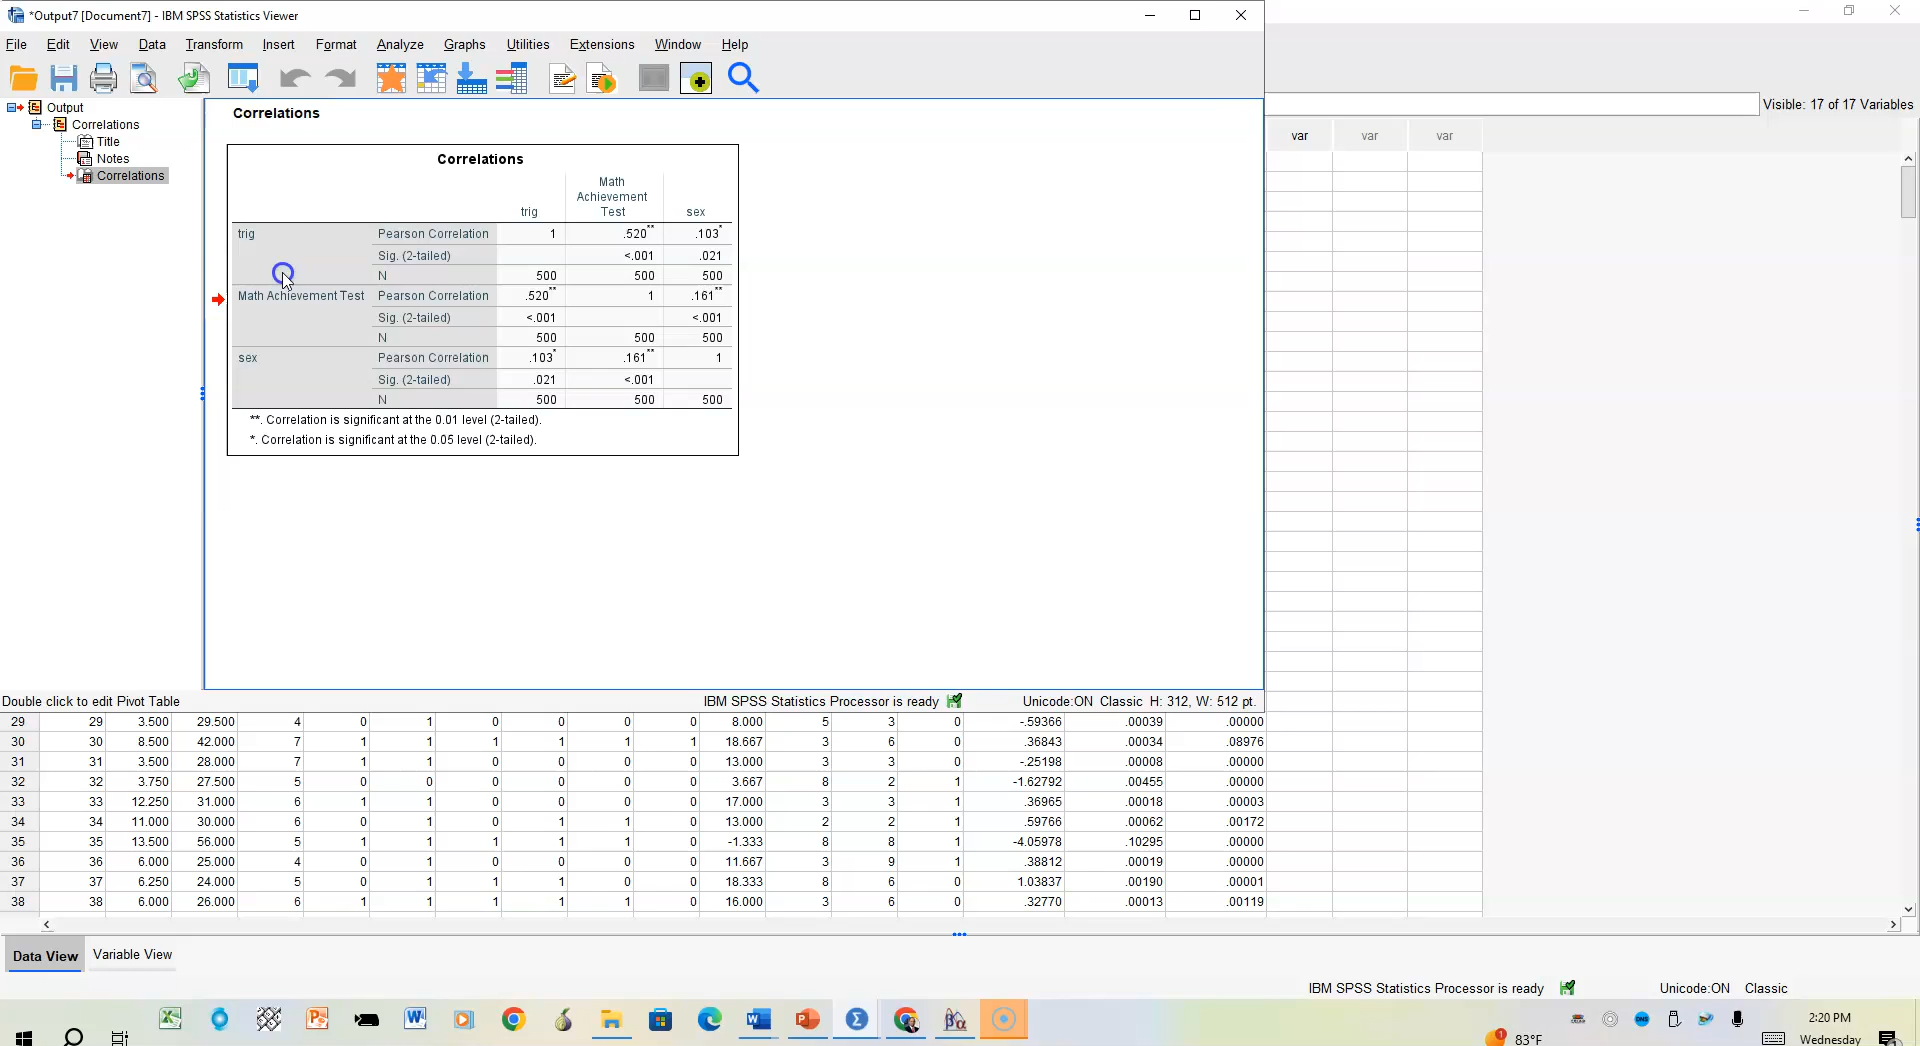 *Output7 [Document7] - IBM SPSS Statistics Viewer
File Edit View Data Transform Insert Format Analyze Graphs Utilities Extensions Window Help
Output
Correlations
Title
Notes
Correlations
Visible: 17 of 17 Variables
var var var
Correlations
Correlations
trig Math Achievement Test sex
trig Pearson Correlation 1 .520** .103*
Sig. (2-tailed) <.001 .021
N 500 500 500
Math Achievement Test Pearson Correlation .520** 1 .161**
Sig. (2-tailed) <.001 <.001
N 500 500 500
sex Pearson Correlation .103* .161** 1
Sig. (2-tailed) .021 <.001
N 500 500 500
**. Correlation is significant at the 0.01 level (2-tailed).
*. Correlation is significant at the 0.05 level (2-tailed).
Double click to edit Pivot Table IBM SPSS Statistics Processor is ready Unicode:ON Classic H: 312, W: 512 pt.
29 29 3.500 29.500 4 0 1 0 0 0 0 8.000 5 3 0 -.59366 .00039 .00000
30 30 8.500 42.000 7 1 1 1 1 1 1 18.667 3 6 0 .36843 .00034 .08976
31 31 3.500 28.000 7 1 1 0 0 0 0 13.000 3 3 0 -.25198 .00008 .00000
32 32 3.750 27.500 5 0 0 0 0 0 0 3.667 8 2 1 -1.62792 .00455 .00000
33 33 12.250 31.000 6 1 1 0 0 0 0 17.000 3 3 1 .36965 .00018 .00003
34 34 11.000 30.000 6 0 1 0 1 1 0 13.000 2 2 1 .59766 .00062 .00172
35 35 13.500 56.000 5 1 1 1 1 1 0 -1.333 8 8 1 -4.05978 .10295 .00000
36 36 6.000 25.000 4 0 1 0 0 0 0 11.667 3 9 1 .38812 .00019 .00000
37 37 6.250 24.000 5 0 1 1 1 0 0 18.333 8 6 0 1.03837 .00190 .00001
38 38 6.000 26.000 6 1 1 1 1 1 0 16.000 3 6 0 .32770 .00013 .00119
Data View Variable View
IBM SPSS Statistics Processor is ready Unicode:ON Classic
2:20 PM
83°F Wednesday